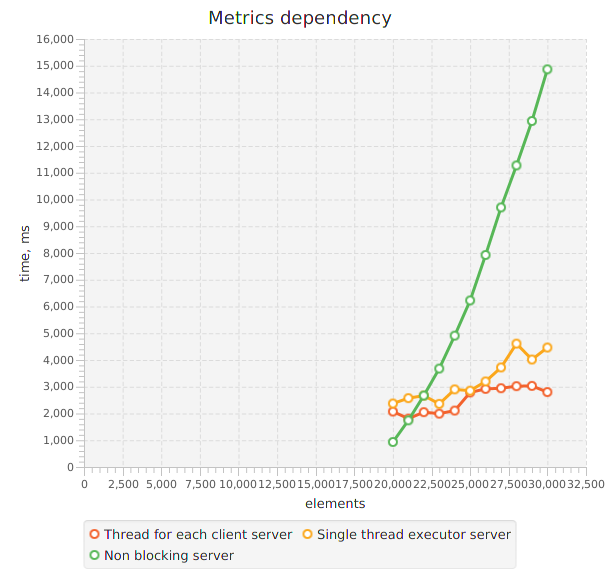 Metrics dependency
16,000
15,000
14,000
13,000
12,000
11,000
10,000
9,000
8,000
7,000
6,000
5,000
4,000
3,000
2,000
1,000
0
time, ms
0 2,500 5,000 7,500 10,000 12,500 15,000 17,500 20,000 22,500 25,000 27,500 30,000 32,500
elements
Thread for each client server Single thread executor server
Non blocking server